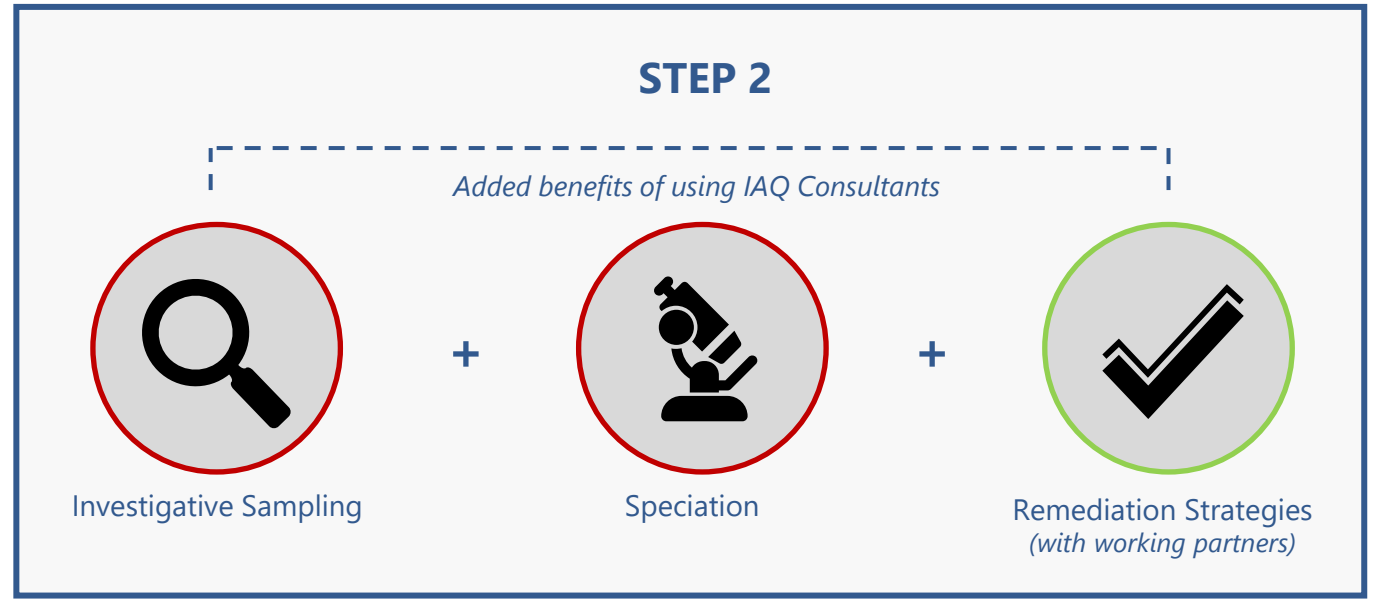 STEP 2
Added benefits of using IAQ Consultants
+
+
Investigative Sampling
Speciation
Remediation Strategies
(with working partners)